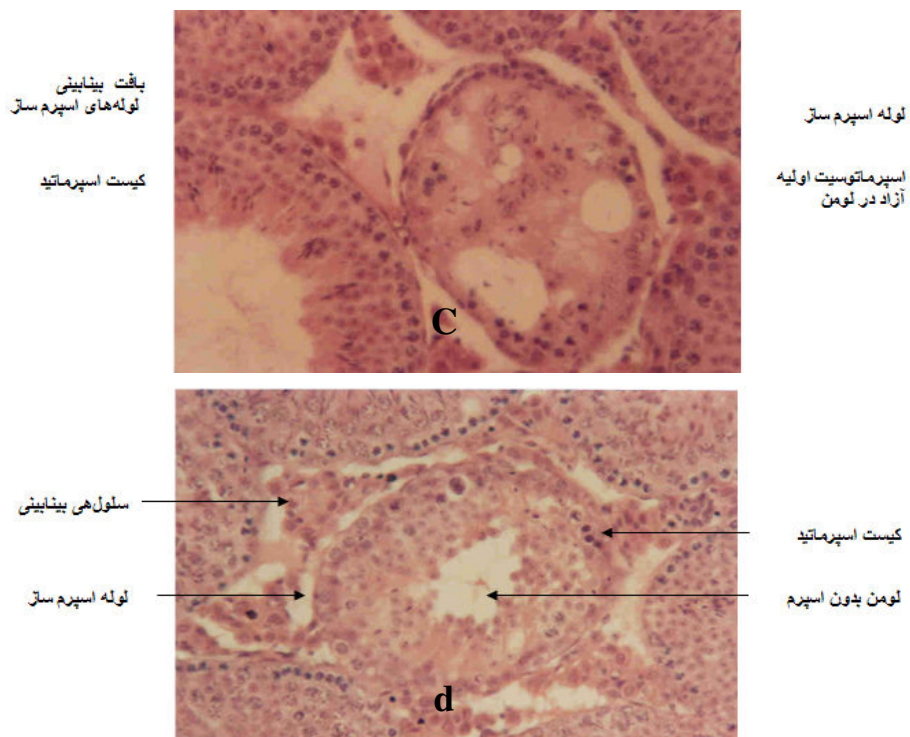 بافت بینابینی
لوله‌های اسپرم ساز
لوله اسپرم ساز
کیست اسپرماتید
اسپرماتوسیت اولیه
آزاد در لومن
C
سلول‌هی بینابینی
کیست اسپرماتید
لوله اسپرم ساز
لومن بدون اسپرم
d